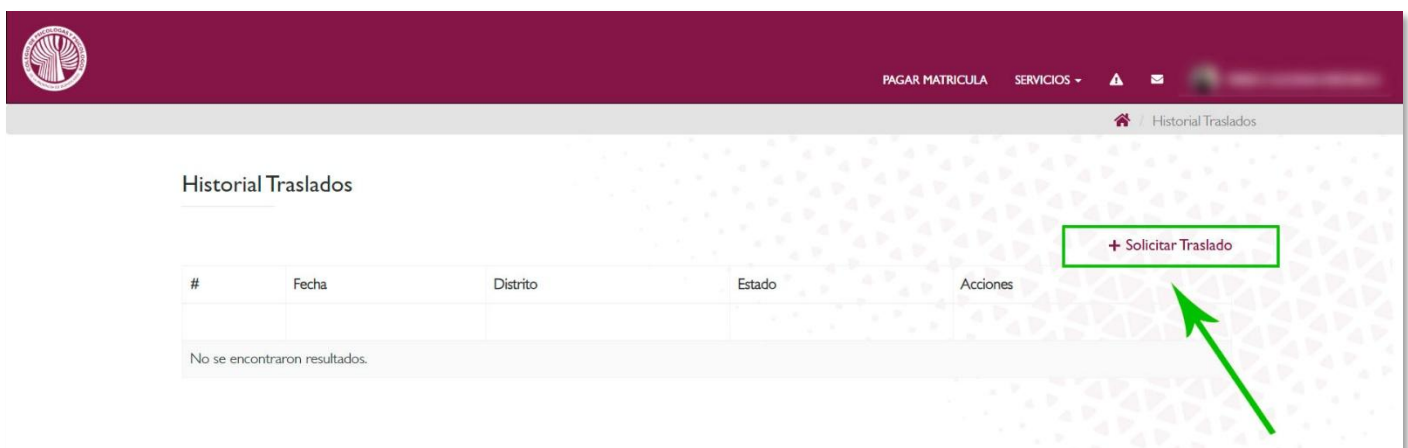 PAGAR MATRICULA SERVICIOS
Historial Traslados
Historial Traslados
+ Solicitar Traslado
# Fecha Distrito Estado Acciones
No se encontraron resultados.